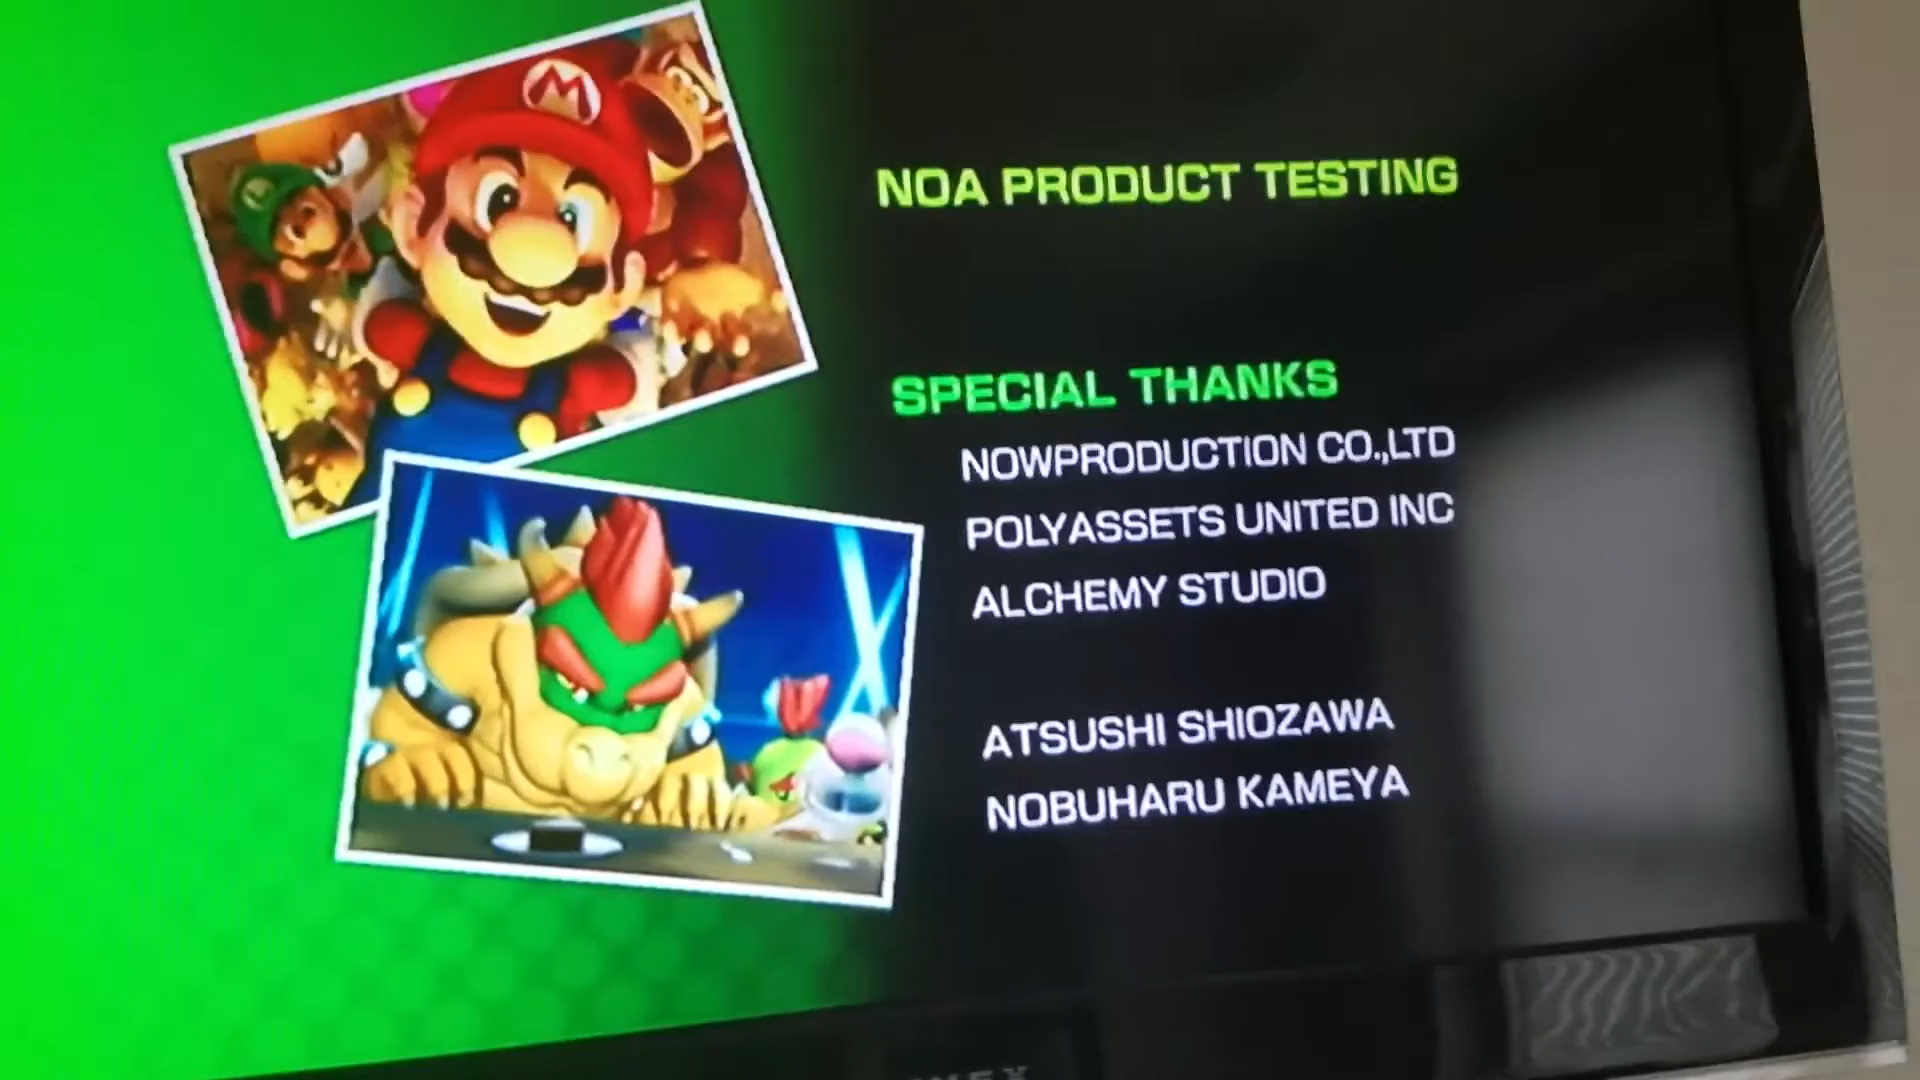 M
L
NOA PRODUCT TESTING
SPECIAL THANKS
NOWPRODUCTION CO.,LTD
POLYASSETS UNITED INC
ALCHEMY STUDIO
ATSUSHI SHIOZAWA
NOBUHARU KAMEYA